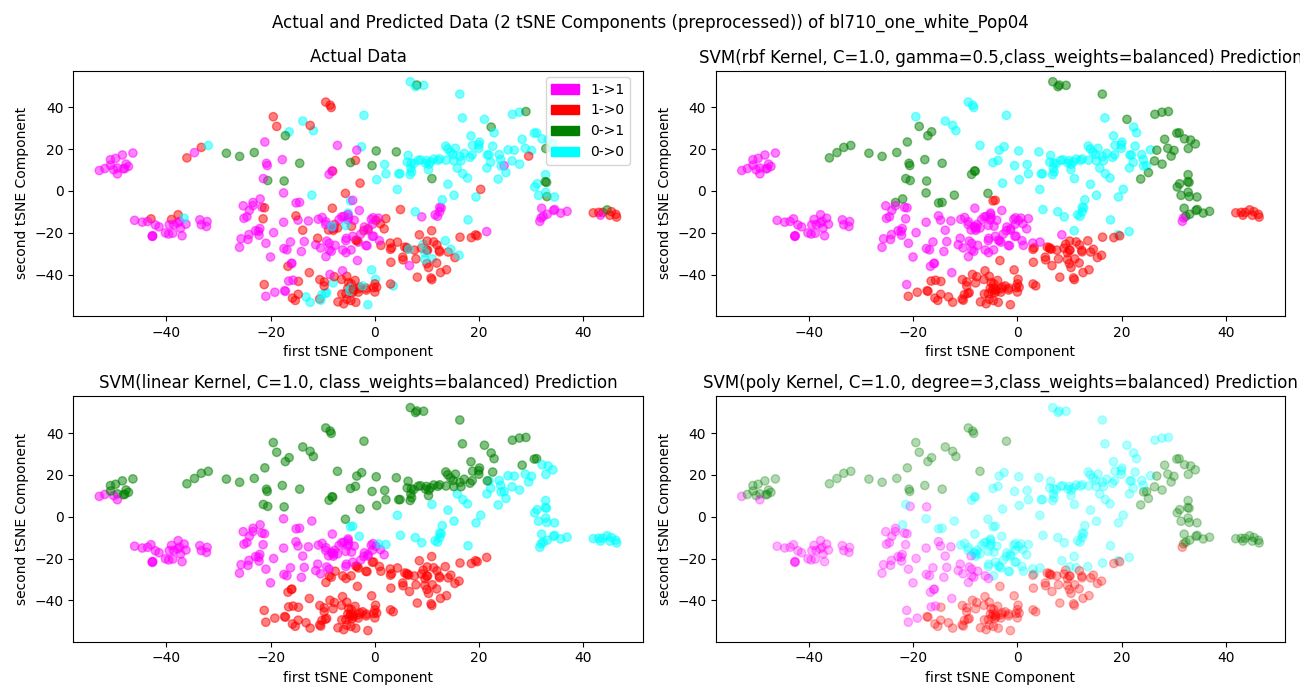 Actual and Predicted Data (2 tSNE Components (preprocessed)) of bl710_one_white_Pop04
Actual Data
second tSNE Component
40
20
0
−20
−40
1->1
1->0
0->1
0->0
−40 −20 0 20 40
first tSNE Component
SVM(rbf Kernel, C=1.0, gamma=0.5,class_weights=balanced) Prediction
second tSNE Component
40
20
0
−20
−40
−40 −20 0 20 40
first tSNE Component
SVM(linear Kernel, C=1.0, class_weights=balanced) Prediction
second tSNE Component
40
20
0
−20
−40
−40 −20 0 20 40
first tSNE Component
SVM(poly Kernel, C=1.0, degree=3,class_weights=balanced) Prediction
second tSNE Component
40
20
0
−20
−40
−40 −20 0 20 40
first tSNE Component